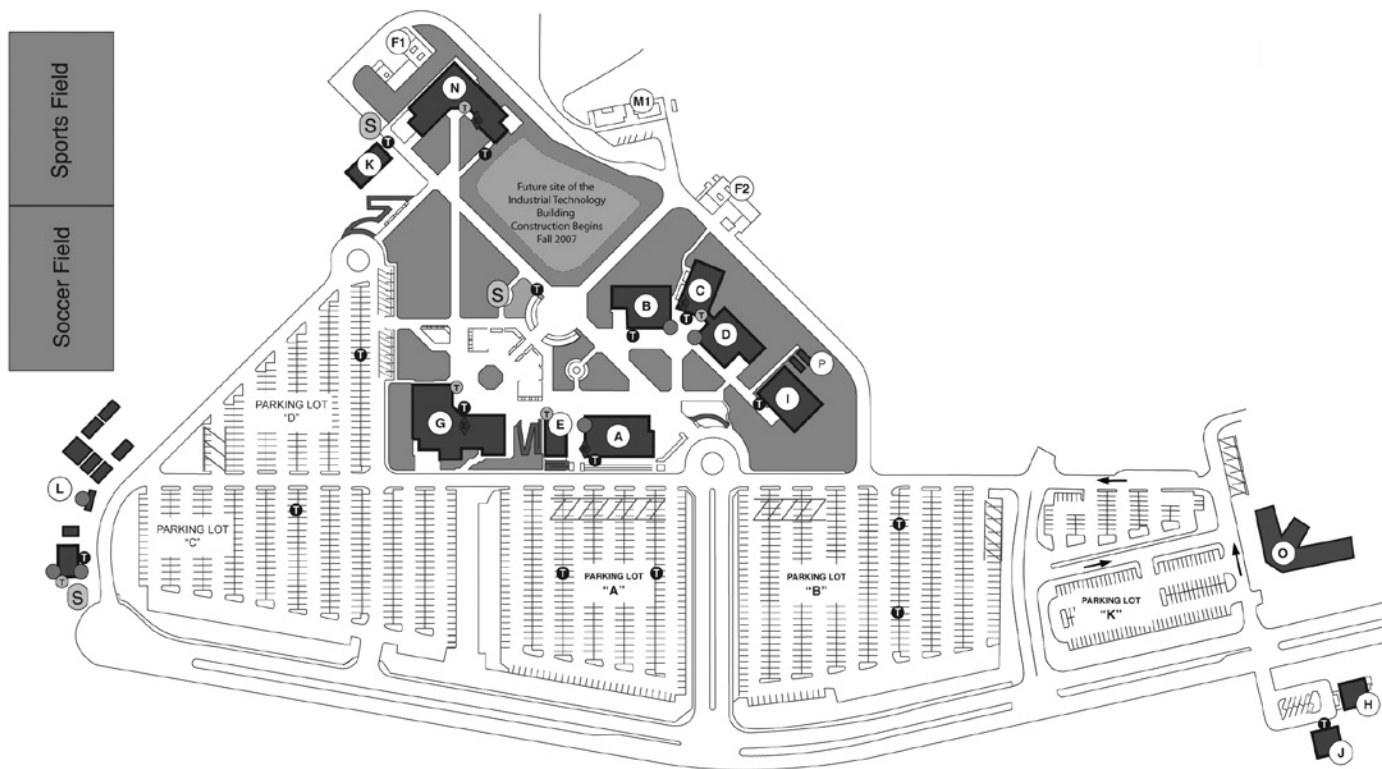 F1
Sports Field
N
T
M1
S
T
K
T
F2
Future site of the
Industrial Technology
Building
Construction Begins
Fall 2007
Soccer Field
S
T
C
B
T
T
D
T
T
P
I
T
T
PARKING LOT
"D"
T
T
G
T
E
A
T
L
T
PARKING LOT
"C"
T
T
S
T
T
PARKING LOT
"A"
T
PARKING LOT
"B"
T
PARKING LOT
"K"
O
H
T
J